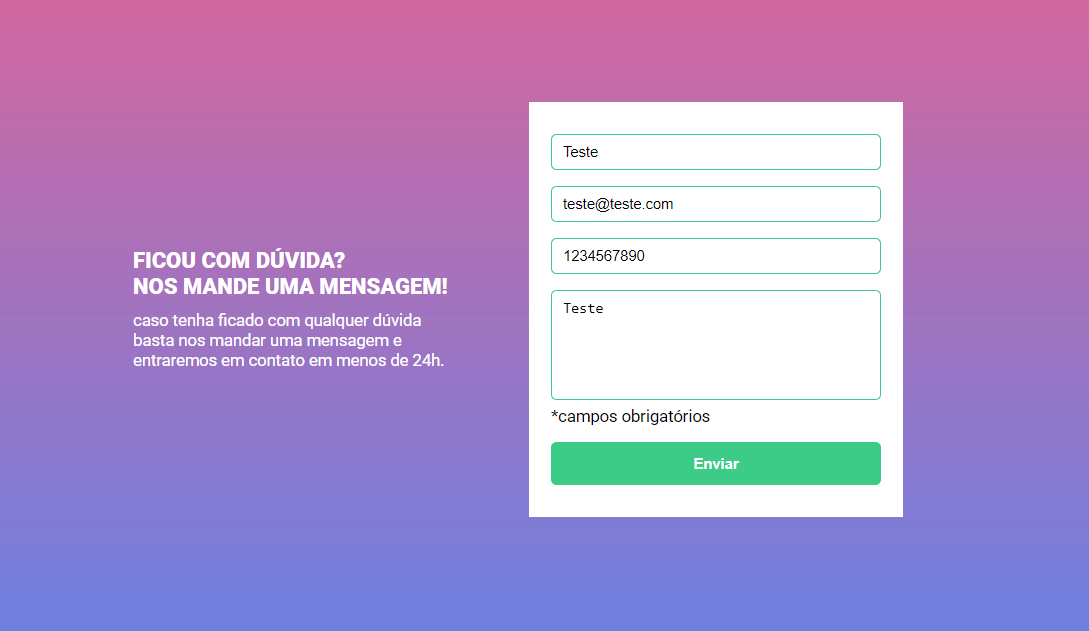 FICOU COM DÚVIDA?
NOS MANDE UMA MENSAGEM!
caso tenha ficado com qualquer dúvida
basta nos mandar uma mensagem e
entraremos em contato em menos de 24h.
Teste
teste@teste.com
1234567890
Teste
*campos obrigatórios
Enviar